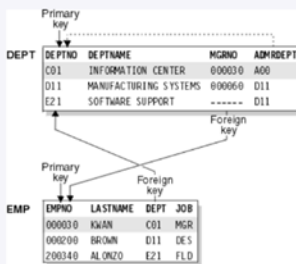 Primary
key
DEPT DEPTNO DEPTNAME MGRNO ADMRDEPT
C01 INFORMATION CENTER 000030 A00
D11 MANUFACTURING SYSTEMS 000060 D11
E21 SOFTWARE SUPPORT ------ D11
Foreign
key
Primary
key
Foreign
key
EMP EMPNO LASTNAME DEPT JOB
000030 KWAN C01 MGR
000200 BROWN D11 DES
200340 ALONZO E21 FLD